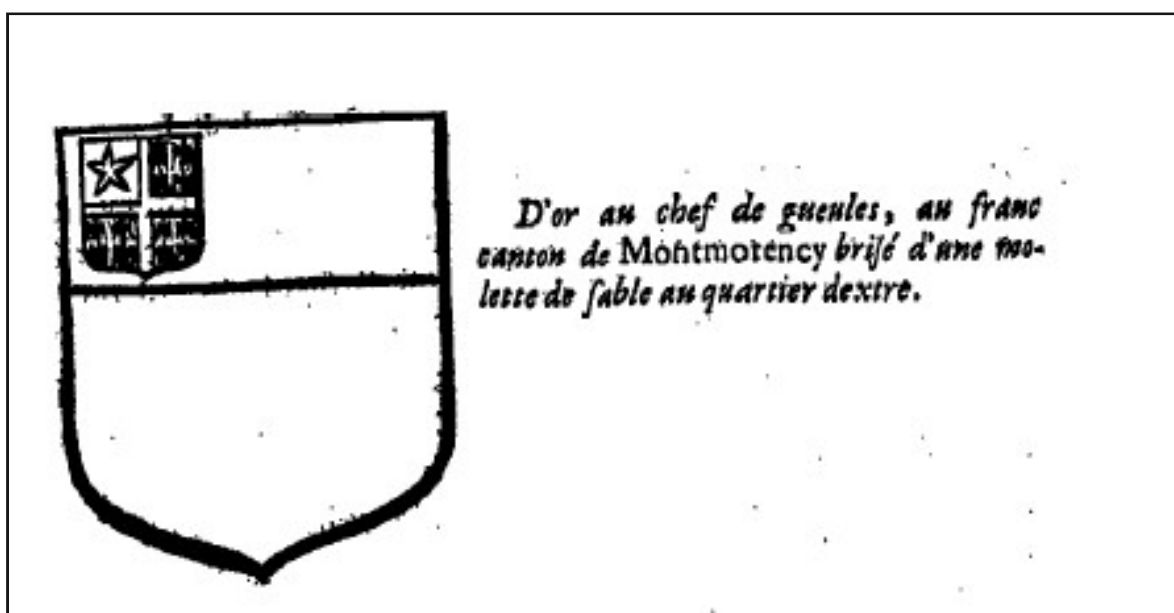 D'or au chef de gueules, au franc
canton de Montmorency brisé d'une mo-
lette de sable au quartier dextre.